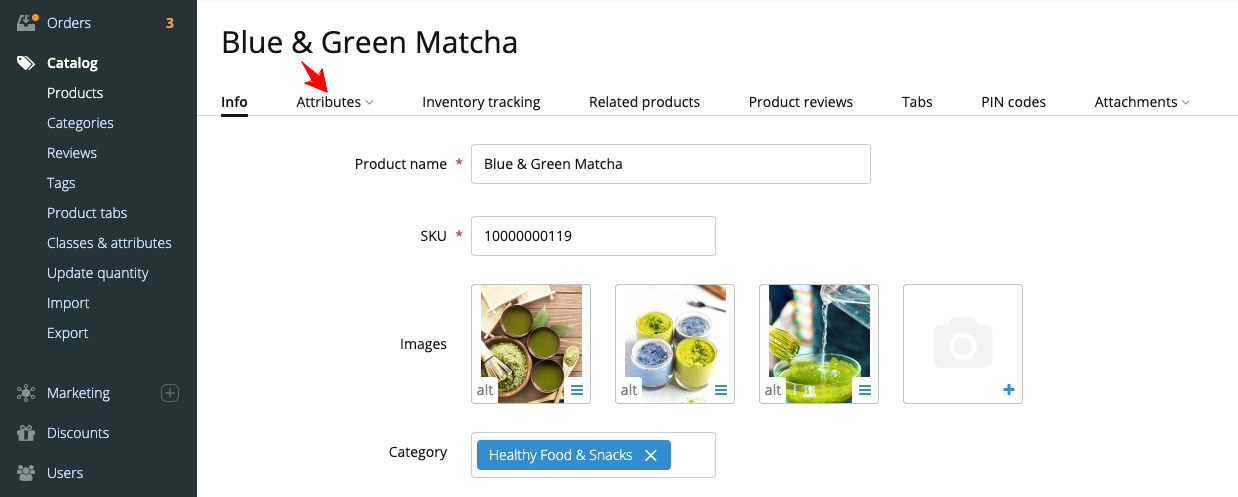 Orders 3
Catalog
Products
Categories
Reviews
Tags
Product tabs
Classes & attributes
Update quantity
Import
Export
Marketing
Discounts
Users
Blue & Green Matcha
Info Attributes Inventory tracking Related products Product reviews Tabs PIN codes Attachments
Product name * Blue & Green Matcha
SKU * 10000000119
Images
alt alt alt
Category Healthy Food & Snacks